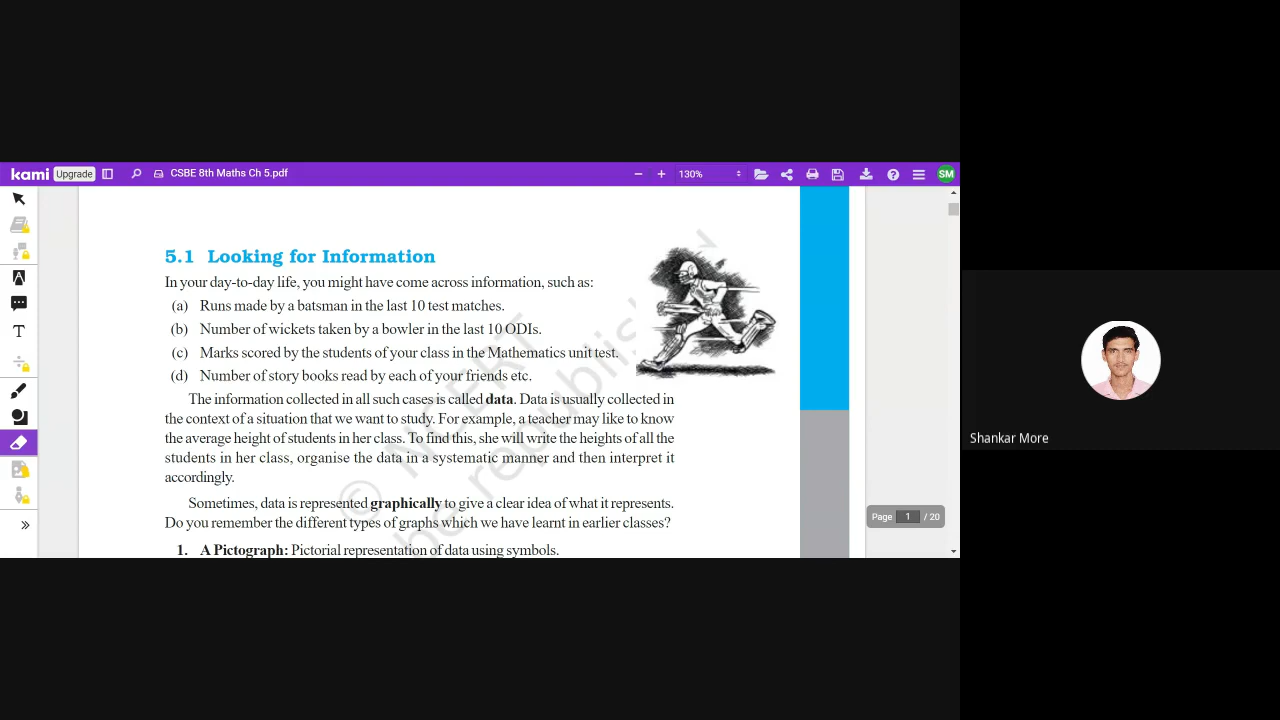 kami Upgrade CSBE 8th Maths Ch 5.pdf 130% SM
5.1 Looking for Information
In your day-to-day life, you might have come across information, such as:
(a) Runs made by a batsman in the last 10 test matches.
(b) Number of wickets taken by a bowler in the last 10 ODIs.
(c) Marks scored by the students of your class in the Mathematics unit test.
(d) Number of story books read by each of your friends etc.
The information collected in all such cases is called data. Data is usually collected in
the context of a situation that we want to study. For example, a teacher may like to know
the average height of students in her class. To find this, she will write the heights of all the
students in her class, organise the data in a systematic manner and then interpret it
accordingly.
Sometimes, data is represented graphically to give a clear idea of what it represents.
Do you remember the different types of graphs which we have learnt in earlier classes?
1. A Pictograph: Pictorial representation of data using symbols.
© NCERT
be republis
Page 1 / 20
Shankar More